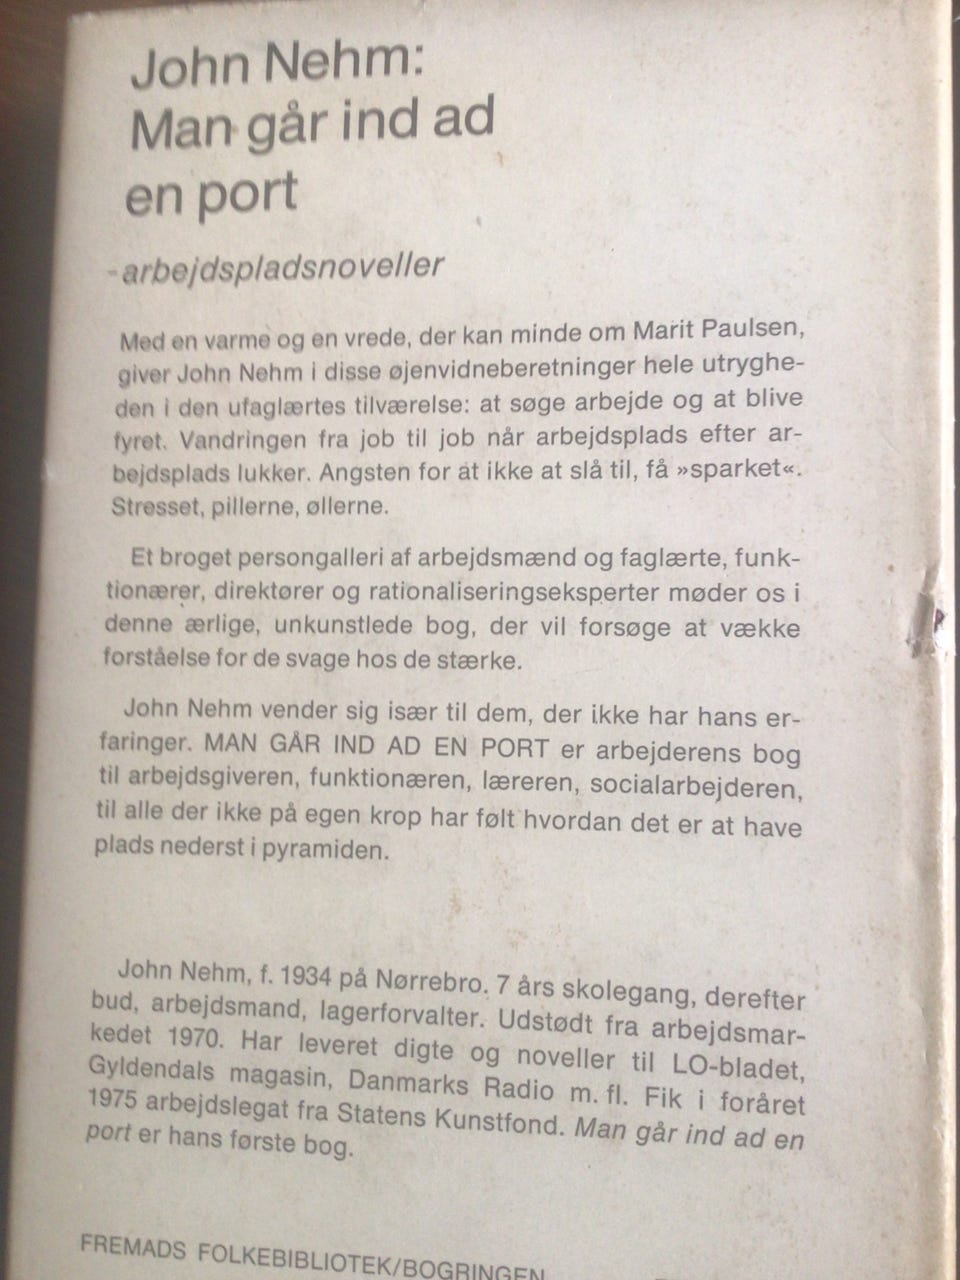 John Nehm:
Man går ind ad
en port
-arbejdspladsnoveller
Med en varme og en vrede, der kan minde om Marit Paulsen,
giver John Nehm i disse øjenvidneberetninger hele utryghe-
den i den ufaglærtes tilværelse: at søge arbejde og at blive
fyret. Vandringen fra job til job når arbejdsplads efter ar-
bejdsplads lukker. Angsten for at ikke at slå til, få »sparket«.
Stresset, pillerne, øllerne.
Et broget persongalleri af arbejdsmænd og faglærte, funk-
tionærer, direktører og rationaliseringseksperter møder os i
denne ærlige, unkunstlede bog, der vil forsøge at vække
forståelse for de svage hos de stærke.
John Nehm vender sig især til dem, der ikke har hans er-
faringer. MAN GÅR IND AD EN PORT er arbejderens bog
til arbejdsgiveren, funktionæren, læreren, socialarbejderen,
til alle der ikke på egen krop har følt hvordan det er at have
plads nederst i pyramiden.
John Nehm, f. 1934 på Nørrebro. 7 års skolegang, derefter
bud, arbejdsmand, lagerforvalter. Udstødt fra arbejdsmar-
kedet 1970. Har leveret digte og noveller til LO-bladet,
Gyldendals magasin, Danmarks Radio m. fl. Fik i foråret
1975 arbejdslegat fra Statens Kunstfond. Man går ind ad en
port er hans første bog.
FREMADS FOLKEBIBLIOTEK/BOGRINGEN